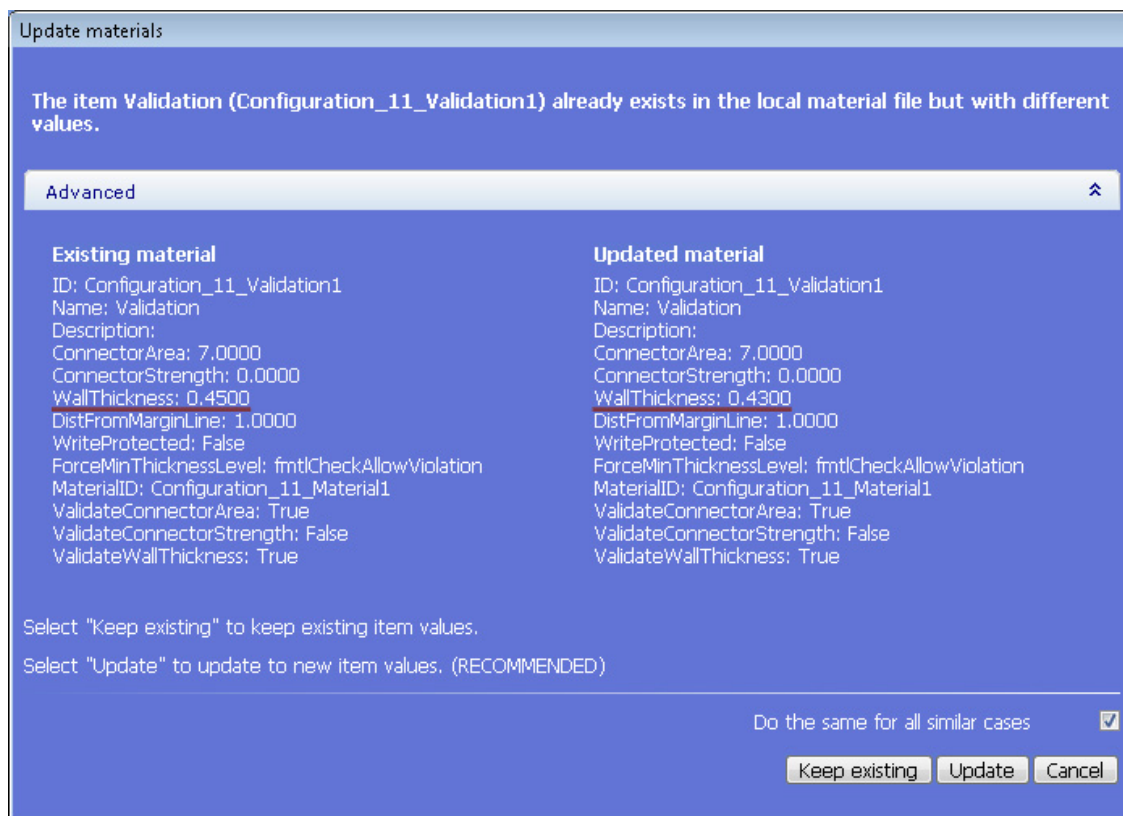 Update materials
The item Validation (Configuration_11_Validation1) already exists in the local material file but with different
values.
Advanced
Existing material
ID: Configuration_11_Validation1
Name: Validation
Description:
ConnectorArea: 7.0000
ConnectorStrength: 0.0000
WallThickness: 0.4500
DistFromMarginLine: 1.0000
WriteProtected: False
ForceMinThicknessLevel: fmtlCheckAllowViolation
MaterialID: Configuration_11_Material1
ValidateConnectorArea: True
ValidateConnectorStrength: False
ValidateWallThickness: True
Updated material
ID: Configuration_11_Validation1
Name: Validation
Description:
ConnectorArea: 7.0000
ConnectorStrength: 0.0000
WallThickness: 0.4300
DistFromMarginLine: 1.0000
WriteProtected: False
ForceMinThicknessLevel: fmtlCheckAllowViolation
MaterialID: Configuration_11_Material1
ValidateConnectorArea: True
ValidateConnectorStrength: False
ValidateWallThickness: True
Select "Keep existing" to keep existing item values.
Select "Update" to update to new item values. (RECOMMENDED)
Do the same for all similar cases
Keep existing
Update
Cancel